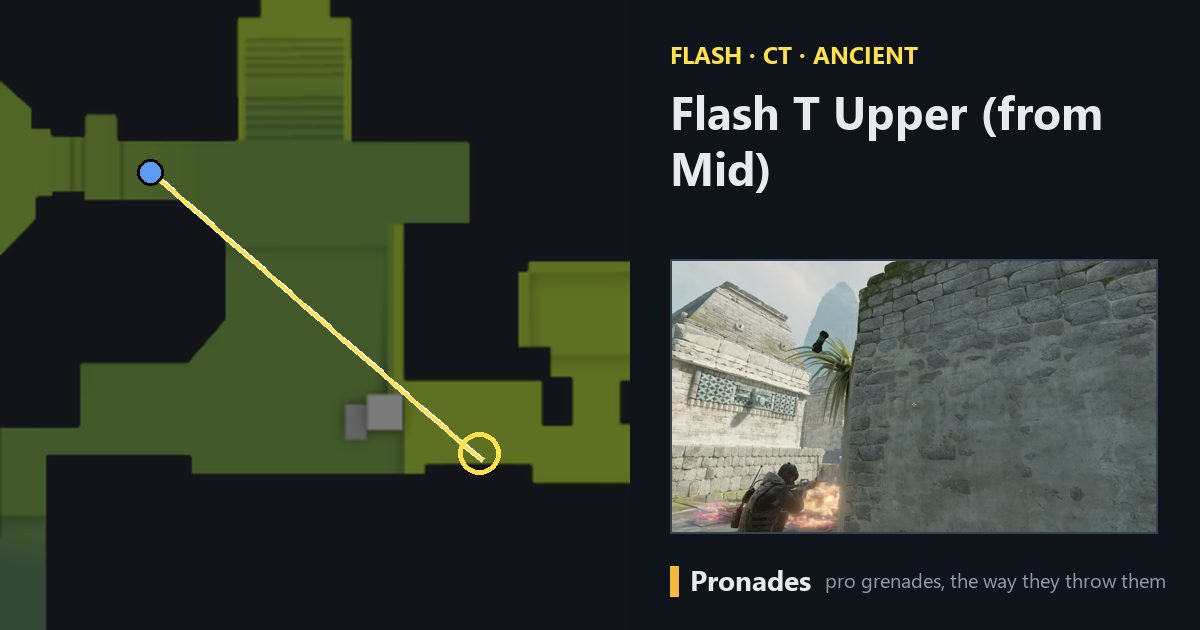 FLASH · CT · ANCIENT
Flash T Upper (from
Mid)
Pronades pro grenades, the way they throw them